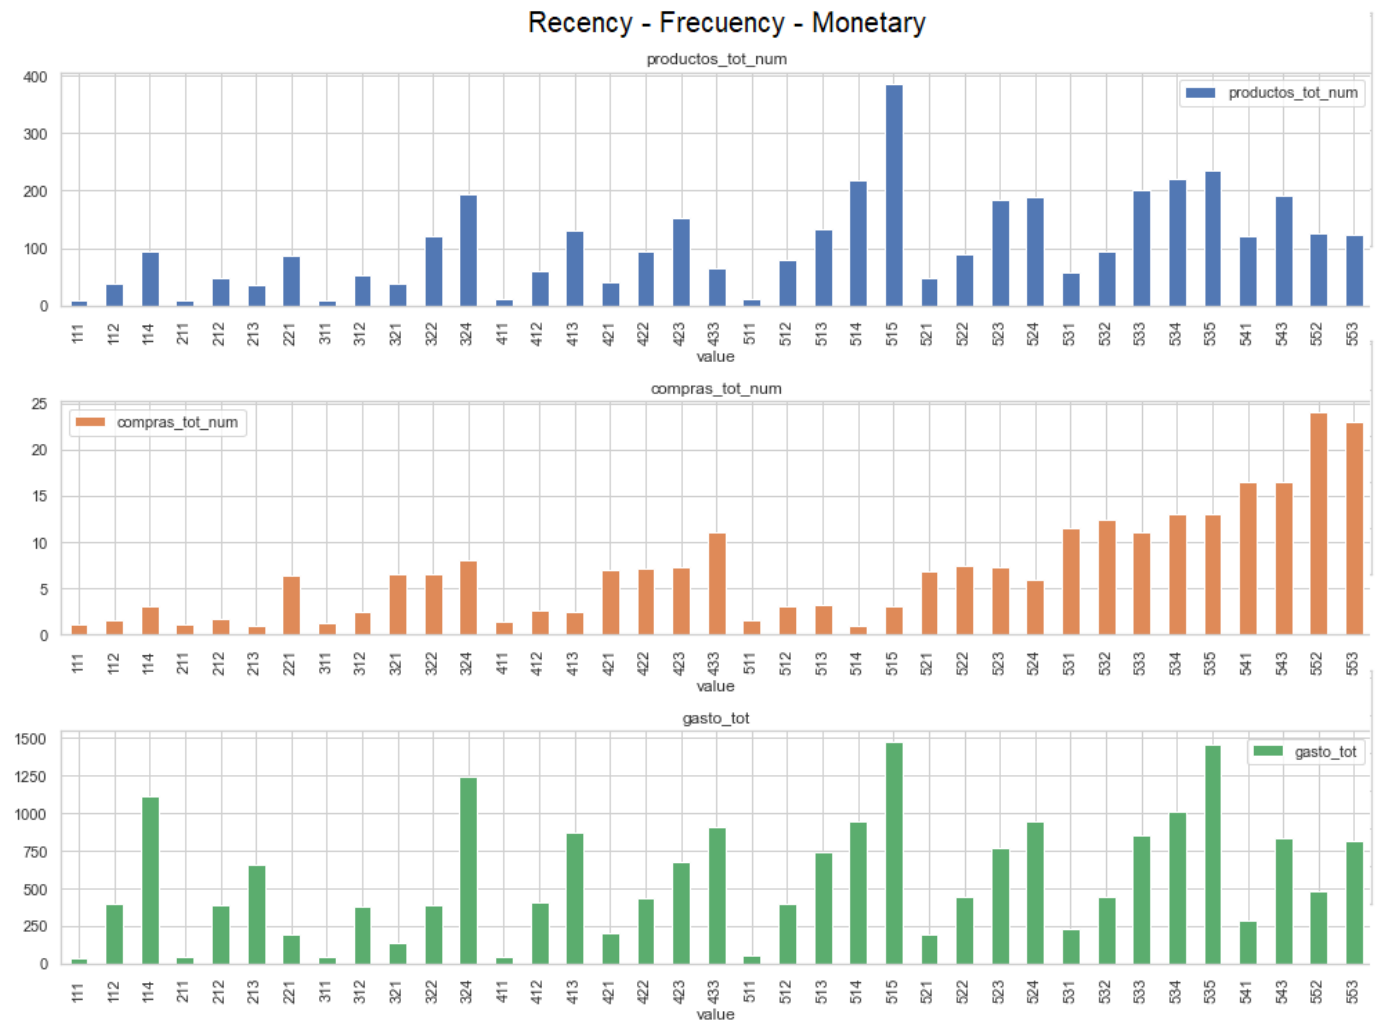 Recency - Frecuency - Monetary
productos_tot_num
productos_tot_num
400
300
200
100
0
111 112 114 211 212 213 221 311 312 321 322 324 411 412 413 421 422 423 433 511 512 513 514 515 521 522 523 524 531 532 533 534 535 541 543 552 553
value
compras_tot_num
compras_tot_num
25
20
15
10
5
0
111 112 114 211 212 213 221 311 312 321 322 324 411 412 413 421 422 423 433 511 512 513 514 515 521 522 523 524 531 532 533 534 535 541 543 552 553
value
gasto_tot
gasto_tot
1500
1250
1000
750
500
250
0
111 112 114 211 212 213 221 311 312 321 322 324 411 412 413 421 422 423 433 511 512 513 514 515 521 522 523 524 531 532 533 534 535 541 543 552 553
value